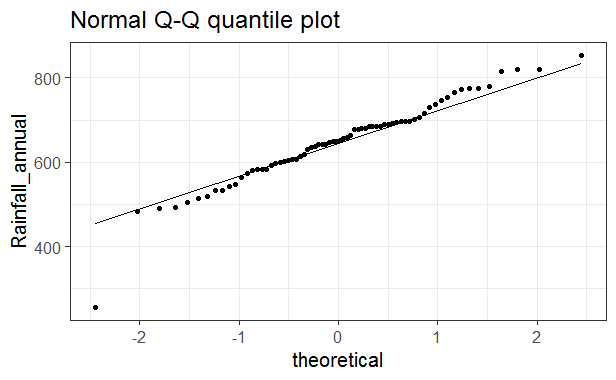 Normal Q-Q quantile plot
800
600
400
Rainfall_annual
-2 -1 0 1 2
theoretical